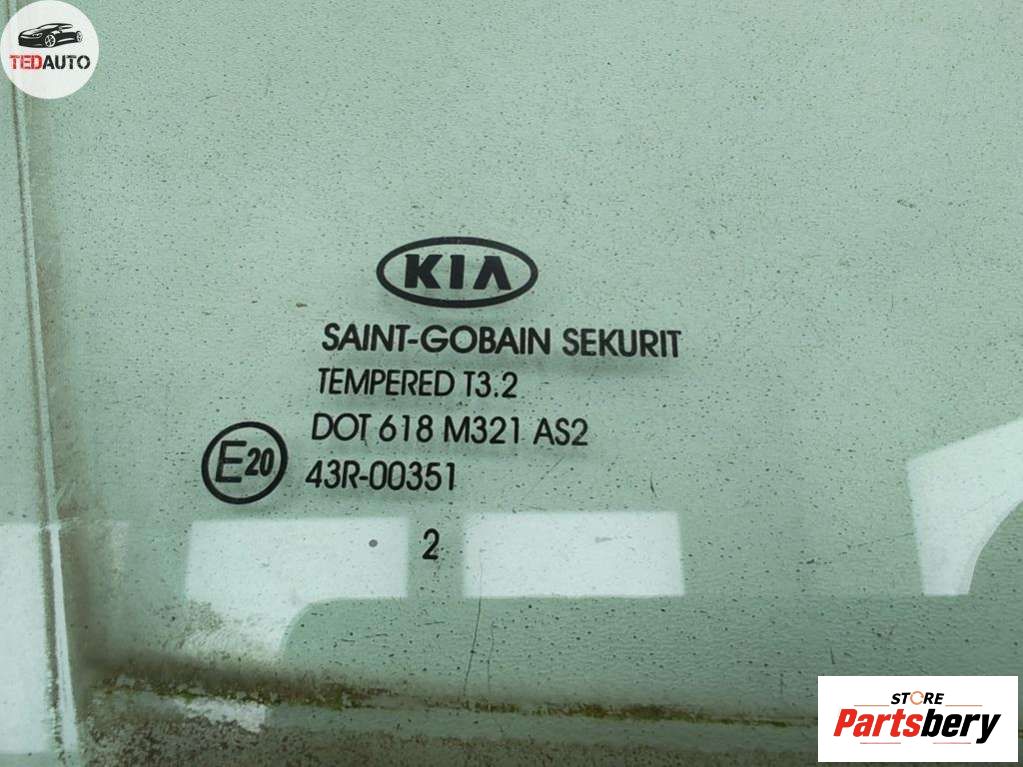 TEDAUTO
KIA
SAINT-GOBAIN SEKURIT
TEMPERED T3.2
DOT 618 M321 AS2
E20 43R-00351
. 2
STORE
Partsbery